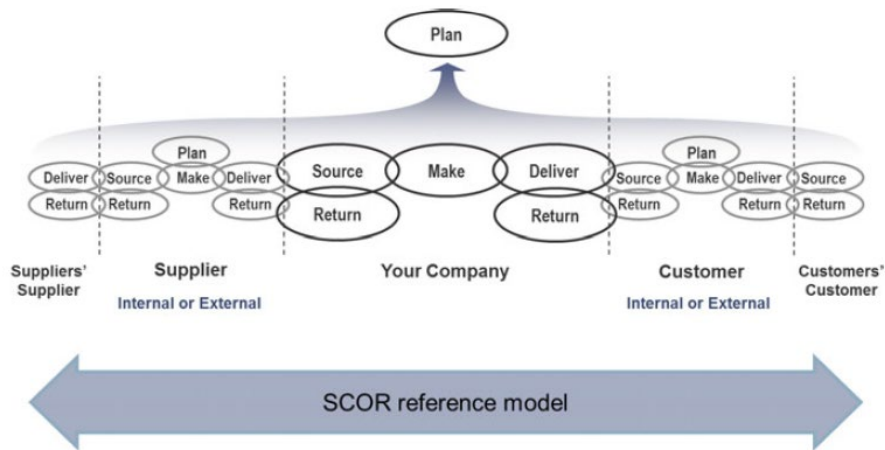 Plan
Plan
Plan
Deliver
Source
Make
Deliver
Source
Make
Deliver
Source
Make
Deliver
Source
Return
Return
Return
Return
Return
Return
Return
Return
Suppliers'
Supplier
Supplier
Internal or External
Your Company
Customer
Internal or External
Customers'
Customer
SCOR reference model